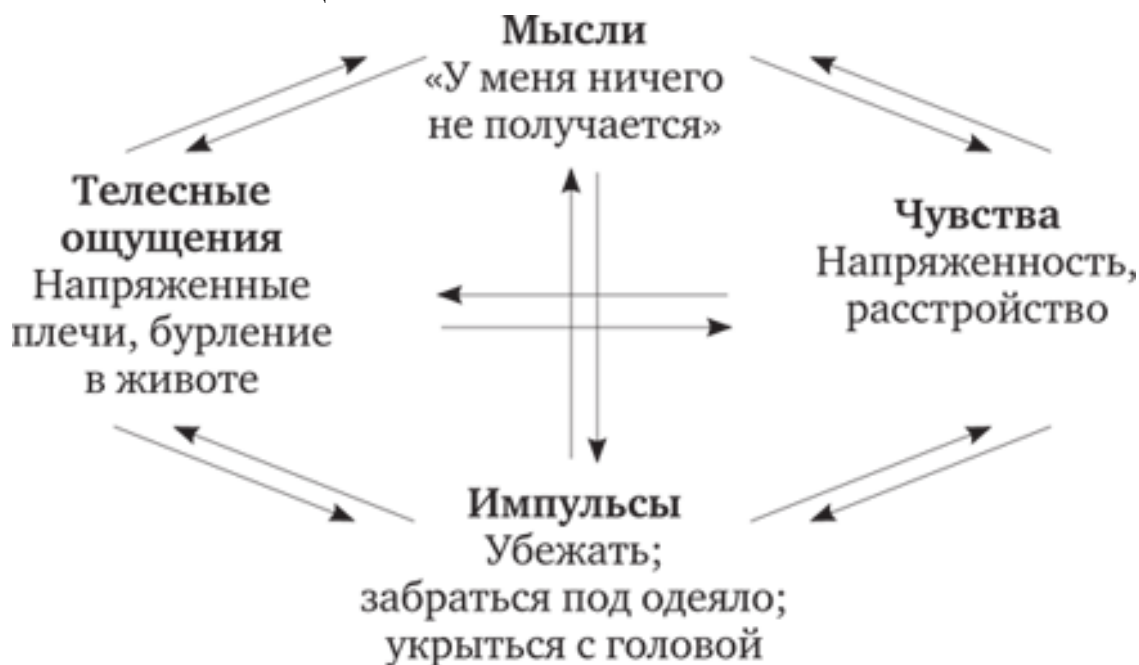 Мысли
«У меня ничего
не получается»
Телесные
ощущения
Напряженные
плечи, бурление
в животе
Чувства
Напряженность,
расстройство
Импульсы
Убежать;
забраться под одеяло;
укрыться с головой